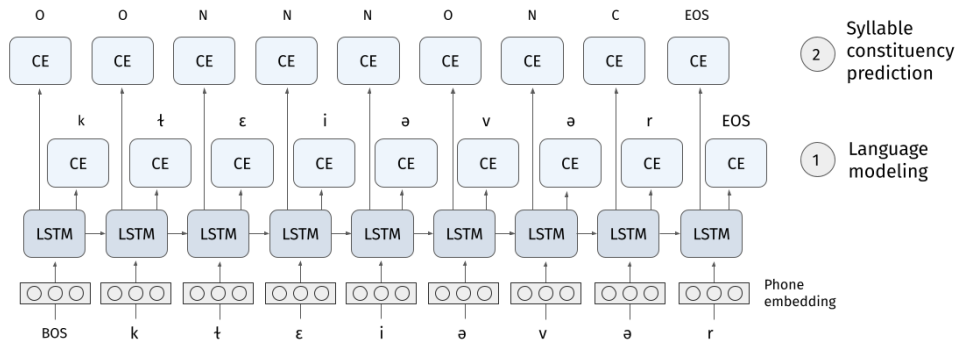 O O N N N O N C EOS
CE CE CE CE CE CE CE CE CE
2 Syllable
constituency
prediction
k ɫ ɛ i ə v ə r EOS
CE CE CE CE CE CE CE CE CE
1 Language
modeling
LSTM LSTM LSTM LSTM LSTM LSTM LSTM LSTM LSTM
Phone
embedding
BOS k ɫ ɛ i ə v ə r